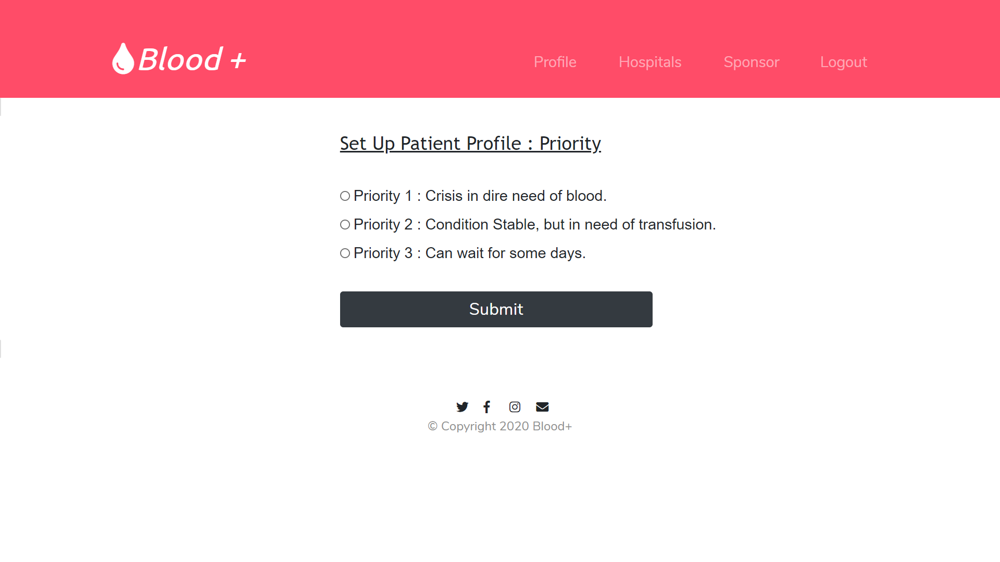 Blood +
Profile
Hospitals
Sponsor
Logout
Set Up Patient Profile : Priority
Priority 1 : Crisis in dire need of blood.
Priority 2 : Condition Stable, but in need of transfusion.
Priority 3 : Can wait for some days.
Submit
© Copyright 2020 Blood+